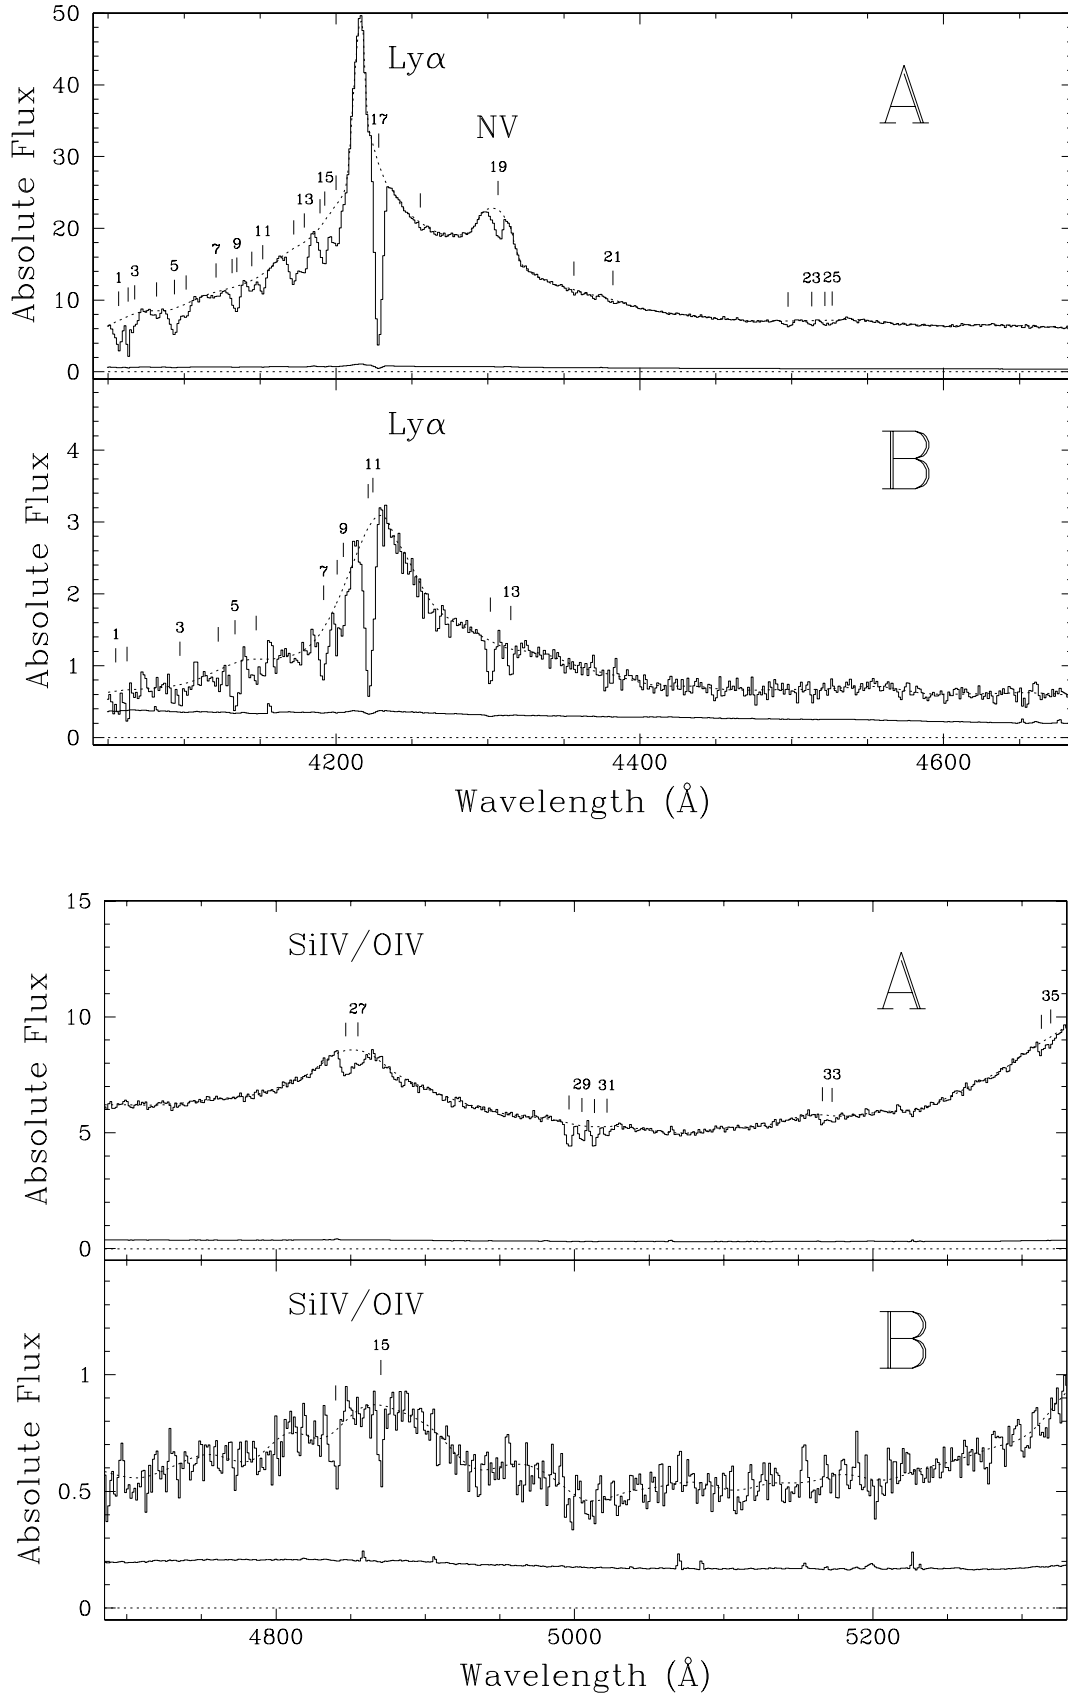 50
40
30
20
10
0
Absolute Flux
Lyα
NV
A
1 3 5 7 9 11 13 15 17 19 21 23 25
4
3
2
1
0
Absolute Flux
Lyα
B
1 3 5 7 9 11 13
4200 4400 4600
Wavelength (Å)
15
10
5
0
Absolute Flux
SiIV/OIV
A
27 29 31 33 35
1
0.5
0
Absolute Flux
SiIV/OIV
B
15
4800 5000 5200
Wavelength (Å)